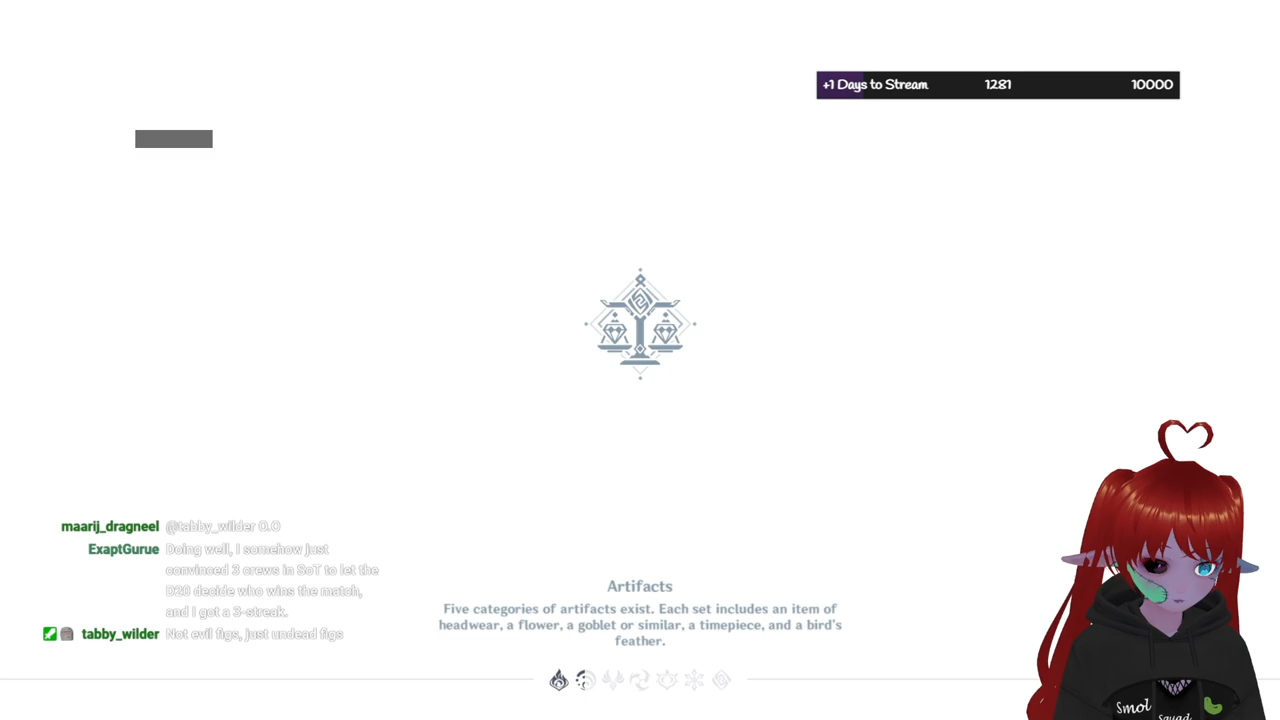 +1 Days to Stream 1281 10000
maarij_dragneel @tabby_wilder O.O
ExaptGurue Doing well, I somehow just
convinced 3 crews in SoT to let the
D20 decide who wins the match,
and I got a 3-streak.
tabby_wilder Not evil figs, just undead figs
Artifacts
Five categories of artifacts exist. Each set includes an item of
headwear, a flower, a goblet or similar, a timepiece, and a bird's
feather.
Smol
Squad